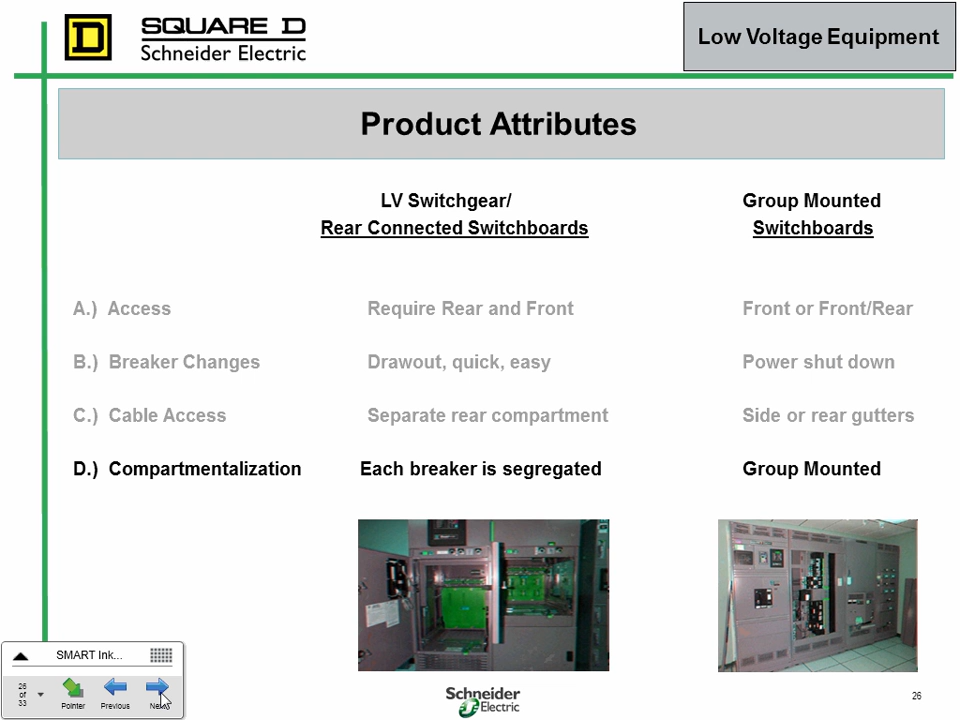 SQUARE D
Schneider Electric
Low Voltage Equipment
Product Attributes
LV Switchgear/
Rear Connected Switchboards
Group Mounted
Switchboards
A.) Access Require Rear and Front Front or Front/Rear
B.) Breaker Changes Drawout, quick, easy Power shut down
C.) Cable Access Separate rear compartment Side or rear gutters
D.) Compartmentalization Each breaker is segregated Group Mounted
SMART Ink...
26
of
33
Pointer Previous
Schneider
Electric
26